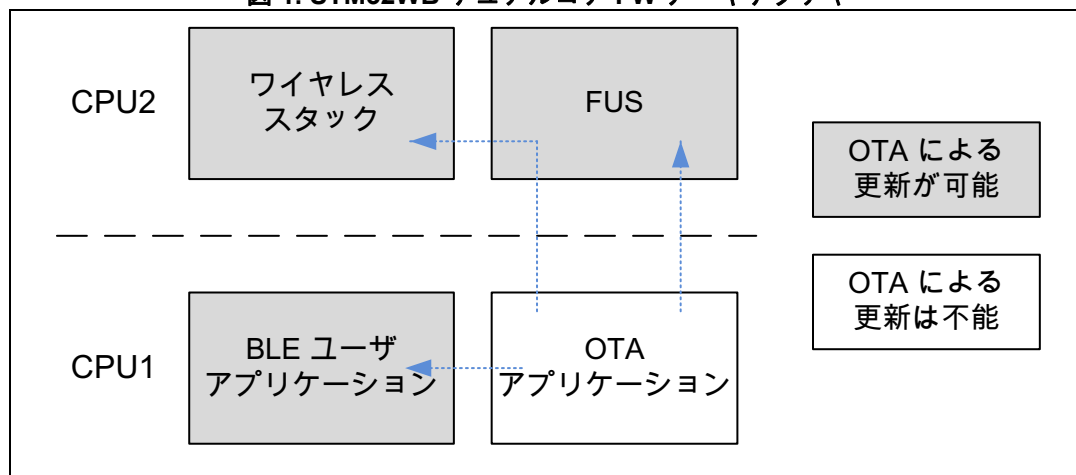 CPU2
ワイヤレス
スタック
FUS
OTA による
更新が可能
OTA による
更新は不能
CPU1
BLE ユーザ
アプリケーション
OTA
アプリケーション